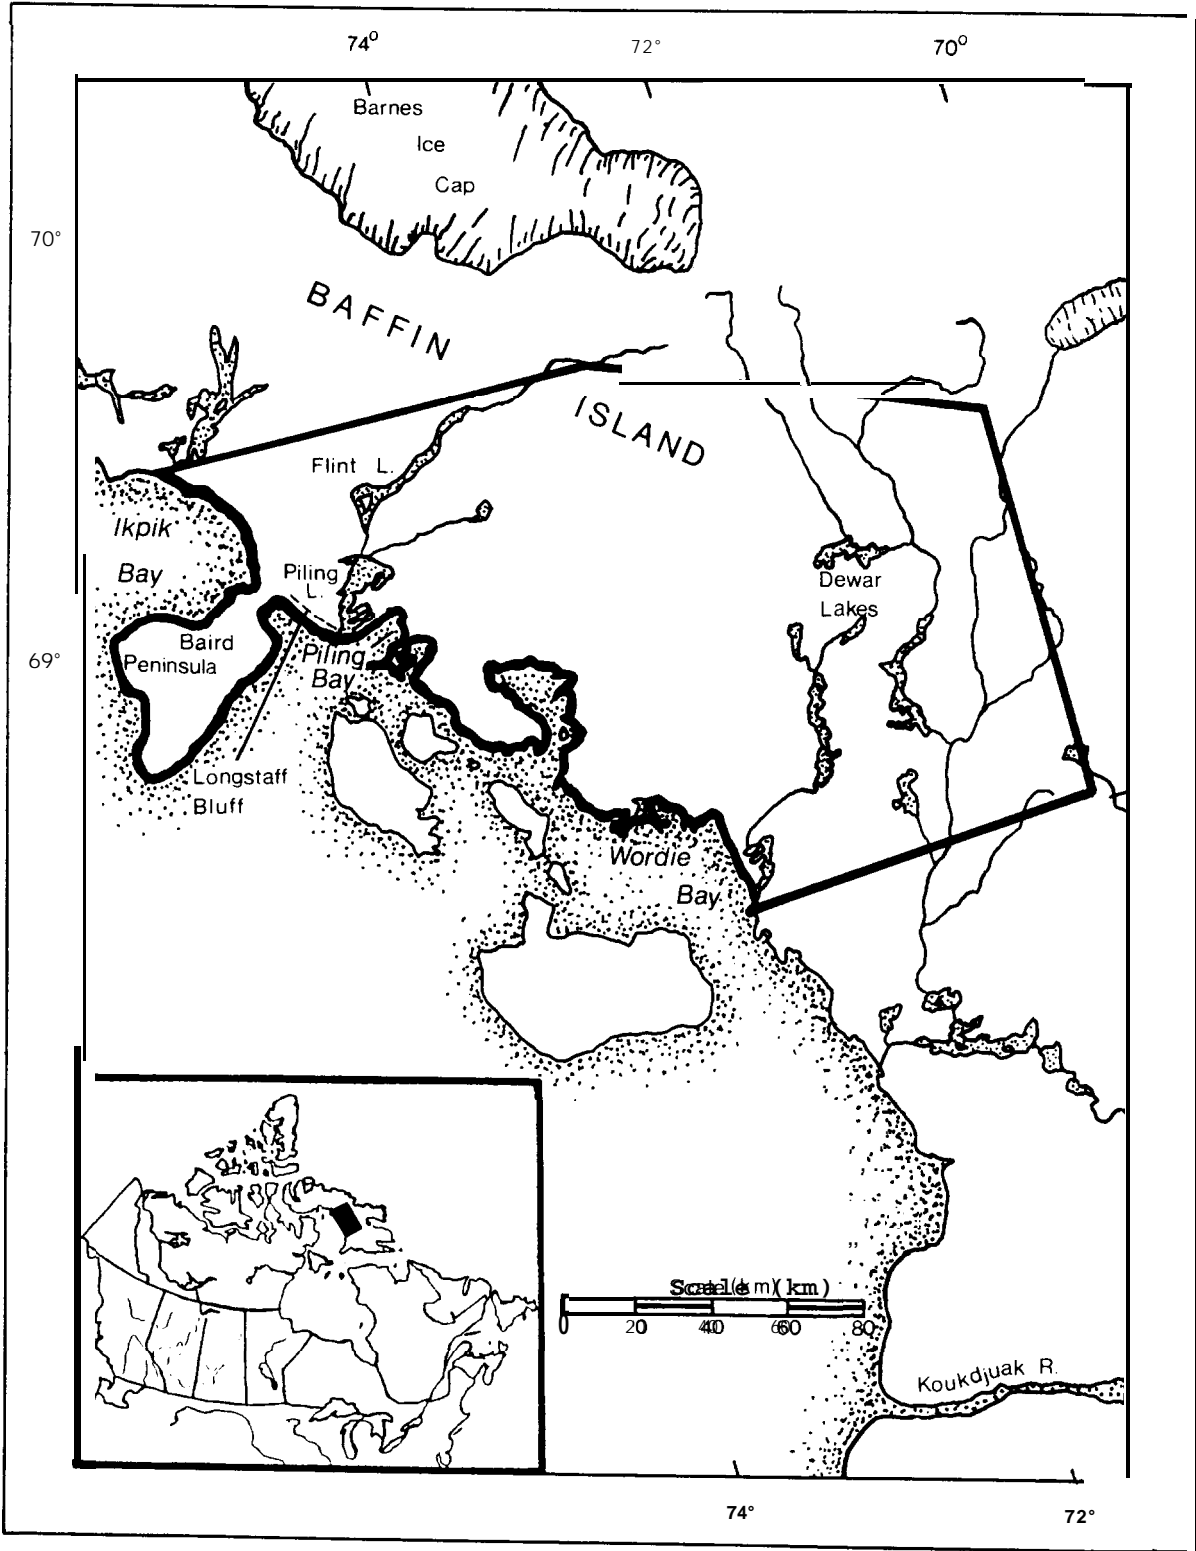 74°
72°
70°
Barnes
Ice
Cap
70°
BAFFIN
ISLAND
Flint L.
Ikpik
Bay
Piling
L.
Dewar
Lakes
Baird
Peninsula
69°
Piling
Bay
Longstaff
Bluff
Wordie
Bay
Scale (km)
0 20 40 60 80
Koukdjuak R.
74°
72°